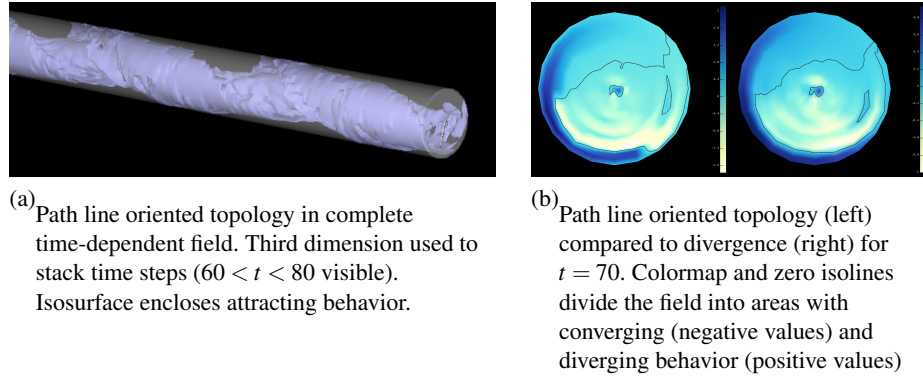 (a)
Path line oriented topology in complete
time-dependent field. Third dimension used to
stack time steps (60 < t < 80 visible).
Isosurface encloses attracting behavior.
(b)
Path line oriented topology (left)
compared to divergence (right) for
t = 70. Colormap and zero isolines
divide the field into areas with
converging (negative values) and
diverging behavior (positive values)